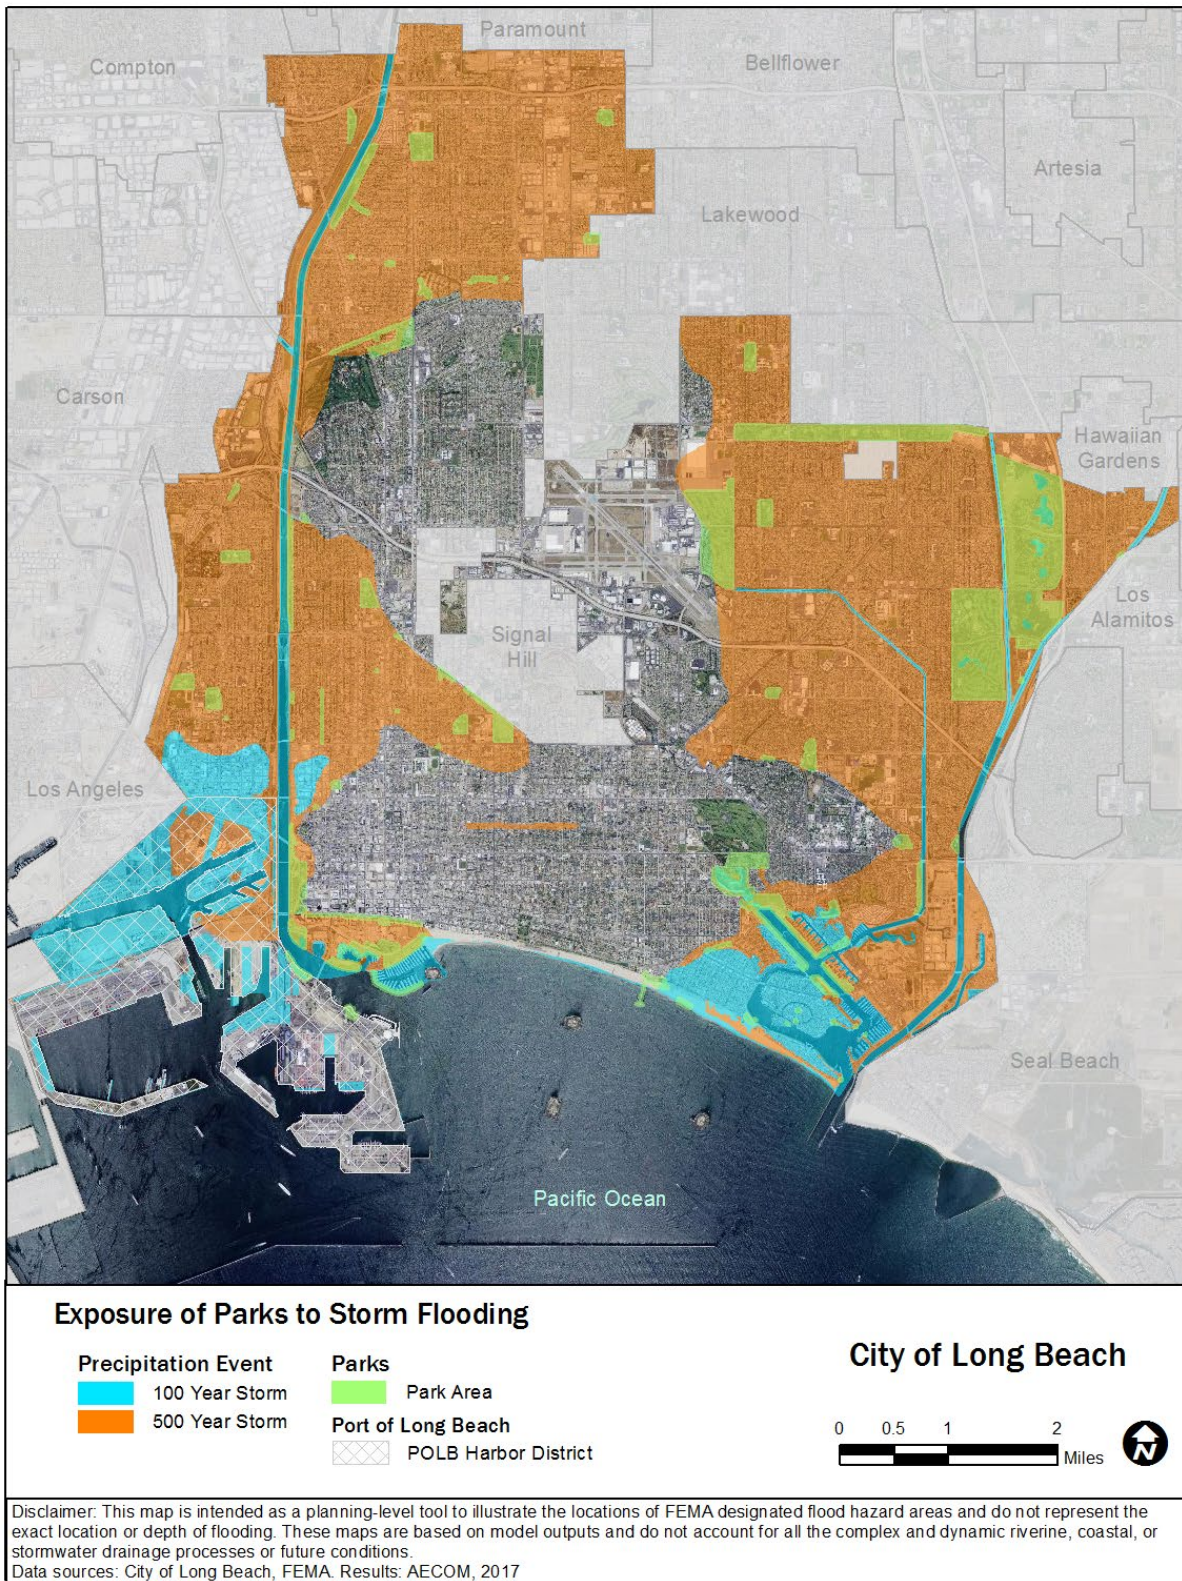 Paramount
Compton
Bellflower
Artesia
Lakewood
Carson
Hawaiian
Gardens
Los
Alamitos
Signal
Hill
Los Angeles
Seal Beach
Pacific Ocean
Exposure of Parks to Storm Flooding
Precipitation Event
100 Year Storm
500 Year Storm
Parks
Park Area
Port of Long Beach
POLB Harbor District
City of Long Beach
0 0.5 1 2
Miles
N
Disclaimer: This map is intended as a planning-level tool to illustrate the locations of FEMA designated flood hazard areas and do not represent the
exact location or depth of flooding. These maps are based on model outputs and do not account for all the complex and dynamic riverine, coastal, or
stormwater drainage processes or future conditions.
Data sources: City of Long Beach, FEMA. Results: AECOM, 2017